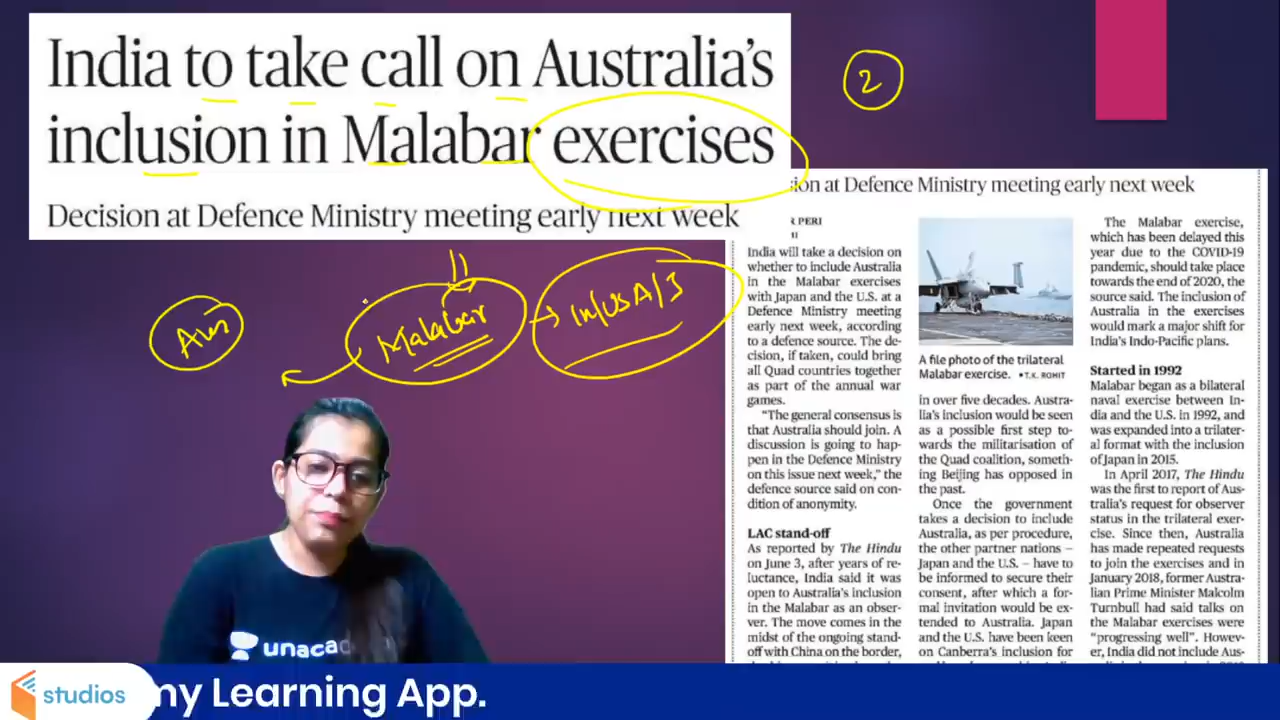 India to take call on Australia's
inclusion in Malabar exercises
Decision at Defence Ministry meeting early next week
2
ion at Defence Ministry meeting early next week
R PERI
India will take a decision on
whether to include Australia
in the Malabar exercises
with Japan and the U.S. at a
Defence Ministry meeting
early next week, according
to a defence source. The de-
cision, if taken, could bring
all Quad countries together
as part of the annual war
games.
"The general consensus is
that Australia should join. A
discussion is going to hap-
pen in the Defence Ministry
on this issue next week," the
defence source said on con-
dition of anonymity.
LAC stand-off
As reported by The Hindu
on June 3, after years of re-
luctance, India said it was
open to Australia's inclusion
in the Malabar as an obser-
ver. The move comes in the
midst of the ongoing stand-
off with China on the border,
A file photo of the trilateral
Malabar exercise. •T.K. ROHIT
in over five decades. Austra-
lia's inclusion would be seen
as a possible first step to-
wards the militarisation of
the Quad coalition, someth-
ing Beijing has opposed in
the past.
Once the government
takes a decision to include
Australia, as per procedure,
the other partner nations –
Japan and the U.S. – have to
be informed to secure their
consent, after which a for-
mal invitation would be ex-
tended to Australia. Japan
and the U.S. have been keen
on Canberra's inclusion for
The Malabar exercise,
which has been delayed this
year due to the COVID-19
pandemic, should take place
towards the end of 2020, the
source said. The inclusion of
Australia in the exercises
would mark a major shift for
India's Indo-Pacific plans.
Started in 1992
Malabar began as a bilateral
naval exercise between In-
dia and the U.S. in 1992, and
was expanded into a trilater-
al format with the inclusion
of Japan in 2015.
In April 2017, The Hindu
was the first to report of Aus-
tralia's request for observer
status in the trilateral exer-
cise. Since then, Australia
has made repeated requests
to join the exercises and in
January 2018, former Austra-
lian Prime Minister Malcolm
Turnbull had said talks on
the Malabar exercises were
"progressing well". Howev-
er, India did not include Aus-
Malabar
In/USA/J
unacad
studios
my Learning App.